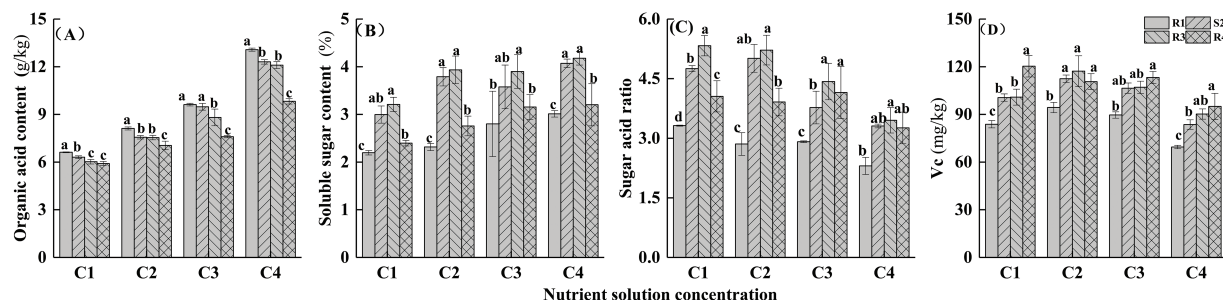 (A)
Organic acid content (g/kg)
15
12
9
6
3
0
a b c c
a b b c
a a b c
a b b c
C1 C2 C3 C4
(B)
Soluble sugar content (%)
5
4
3
2
1
0
c ab a b
c a a b
b a a b
c a a b
C1 C2 C3 C4
(C)
Sugar acid ratio
6.0
4.5
3.0
1.5
0.0
d b a c
c ab a b
c b a a
b ab a ab
C1 C2 C3 C4
(D)
Vc (mg/kg)
150
120
90
60
30
0
R1 S2
R3 R4
c b b a
b a a a
b ab ab a
c b ab a
C1 C2 C3 C4
Nutrient solution concentration